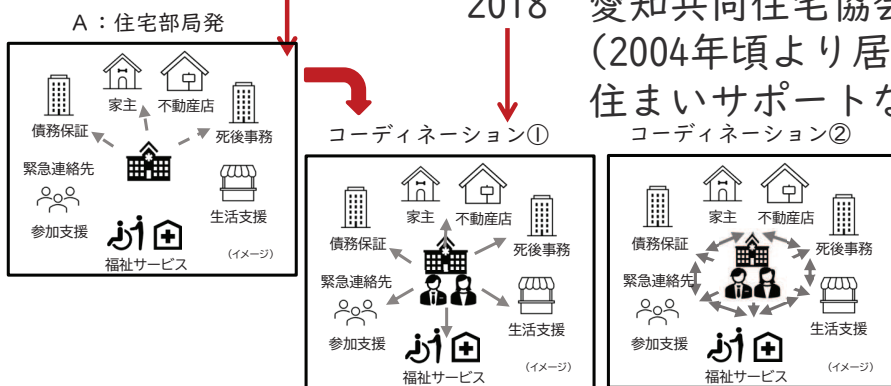 2018 愛知共同住宅協会
(2004年頃より居
住まいサポートな
A：住宅部局発
家主 不動産店
債務保証 死後事務
緊急連絡先
生活支援
参加支援
福祉サービス
(イメージ)
コーディネーション①
家主 不動産店
債務保証 死後事務
緊急連絡先
生活支援
参加支援
福祉サービス
(イメージ)
コーディネーション②
家主 不動産店
債務保証 死後事務
緊急連絡先
生活支援
参加支援
福祉サービス
(イメージ)